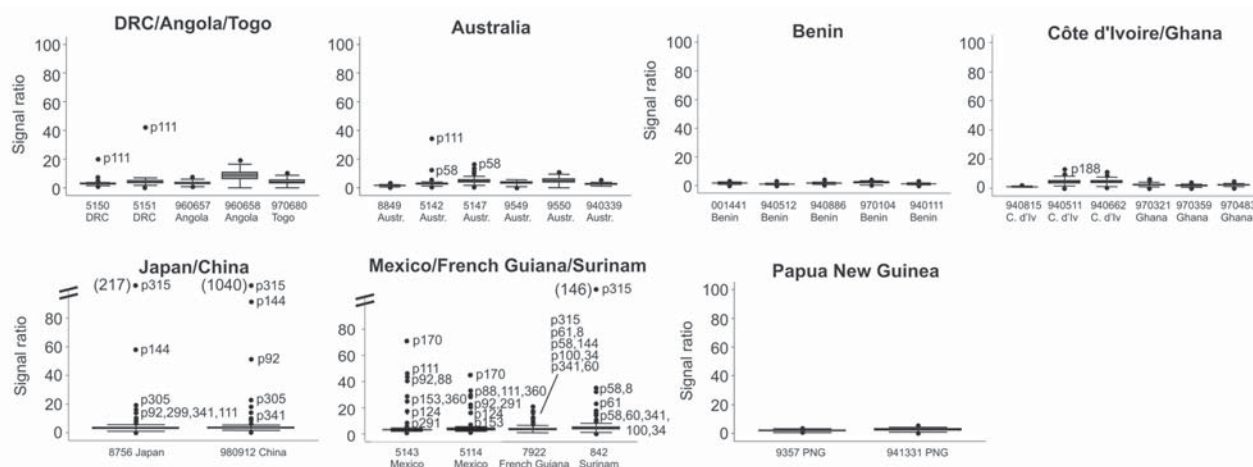 DRC/Angola/Togo
Signal ratio
100
80
60
40
20
0
p111
p111
5150 5151 960657 960658 970680
DRC DRC Angola Angola Togo
Australia
100
80
60
40
20
0
p111
p58
p58
8849 5142 5147 9549 9550 940339
Austr. Austr. Austr. Austr. Austr. Austr.
Benin
Signal ratio
100
80
60
40
20
0
001441 940512 940886 970104 940111
Benin Benin Benin Benin Benin
Côte d'Ivoire/Ghana
Signal ratio
100
80
60
40
20
0
p188
940815 940511 940662 970321 970359 970483
C. d'Iv C. d'Iv C. d'Iv Ghana Ghana Ghana
Japan/China
Signal ratio
80
60
40
20
0
(217) p315
(1040) p315
p144
p144
p92
p305
p305
p92,299,341,111
p341
8756 Japan 980912 China
Mexico/French Guiana/Surinam
80
60
40
20
0
(146) p315
p170
p111
p92,88
p153,360
p124
p291
p170
p88,111,360
p92,291
p124
p153
p315
p61,8
p58,144
p100,34
p341,60
p58,8
p61
p58,60,341,
100,34
5143 5114 7922 842
Mexico Mexico French Guiana Surinam
Papua New Guinea
Signal ratio
100
80
60
40
20
0
9357 PNG 941331 PNG